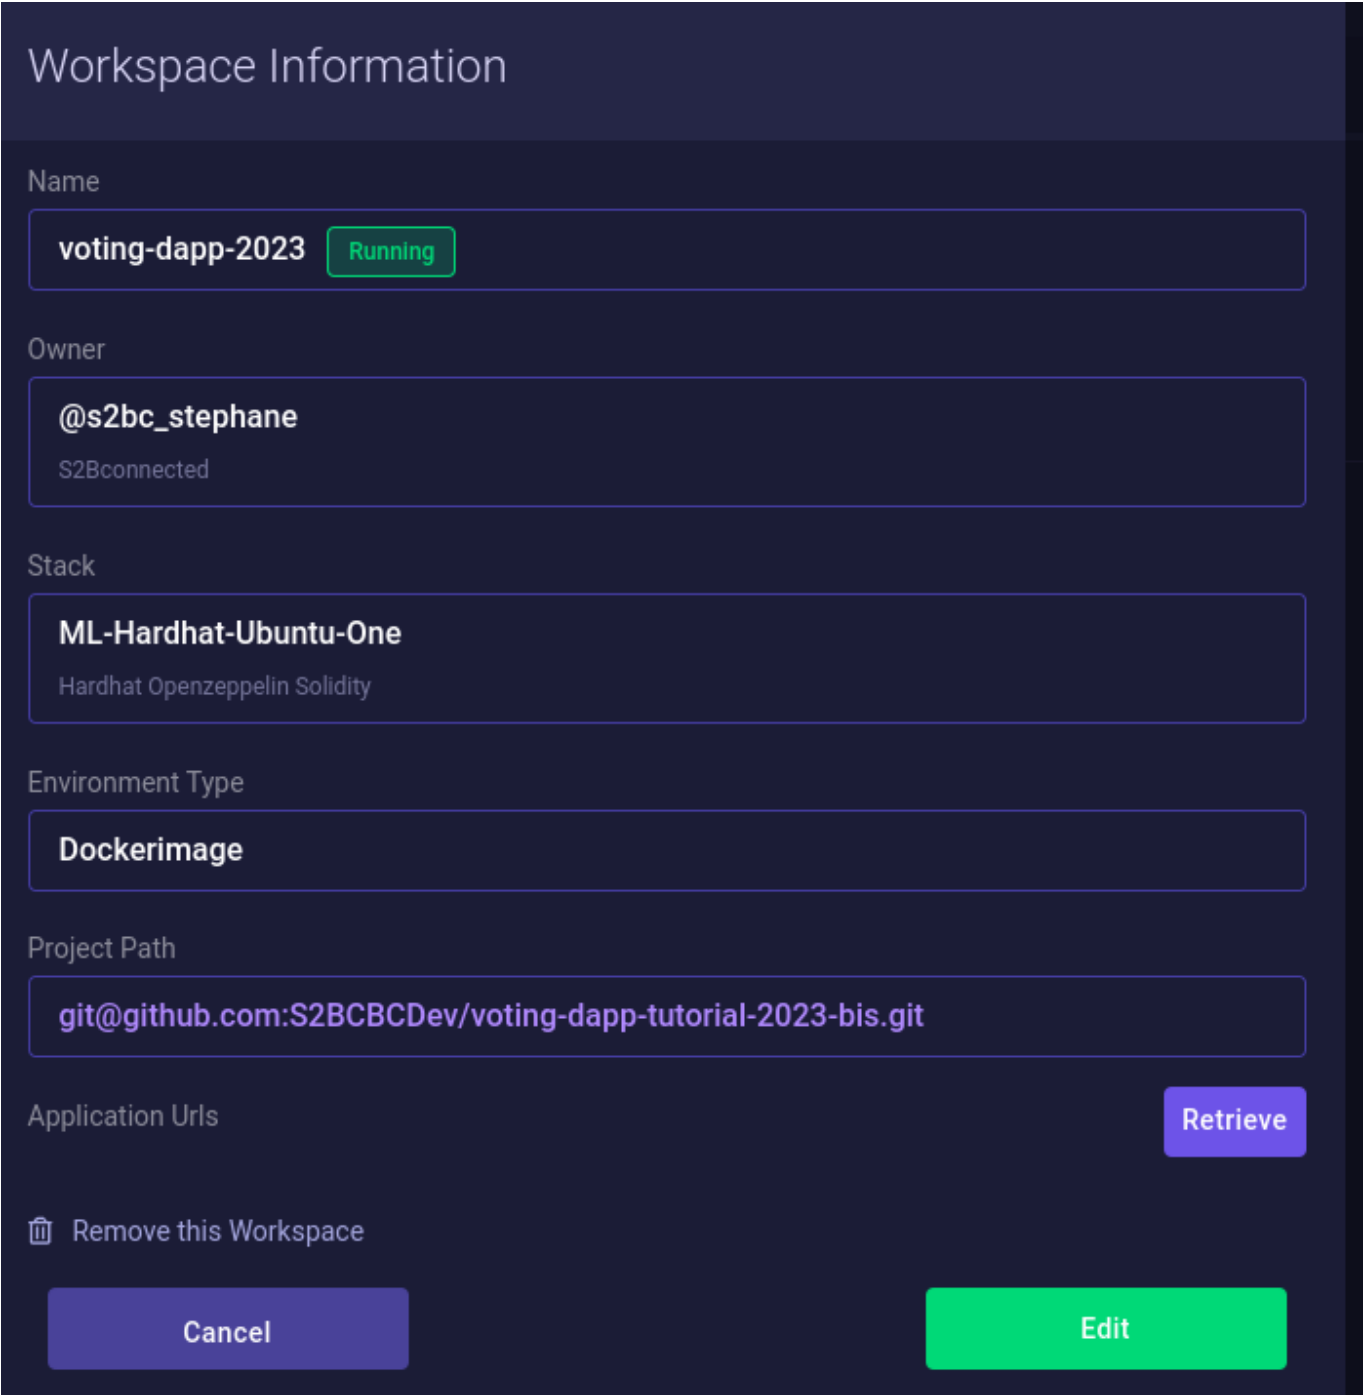 Workspace Information
Name
voting-dapp-2023 Running
Owner
@s2bc_stephane
S2Bconnected
Stack
ML-Hardhat-Ubuntu-One
Hardhat Openzeppelin Solidity
Environment Type
Dockerimage
Project Path
git@github.com:S2BCBCDev/voting-dapp-tutorial-2023-bis.git
Application Urls Retrieve
Remove this Workspace
Cancel Edit